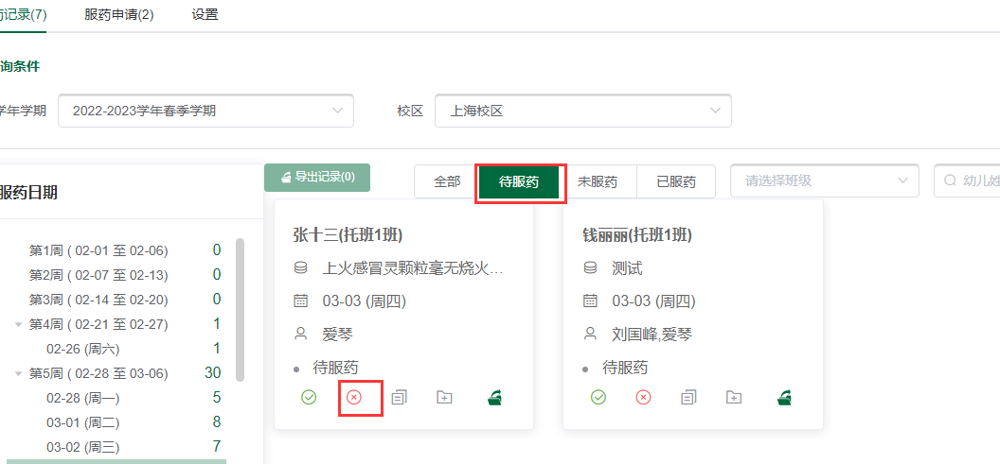 记录(7) 服药申请(2) 设置
询条件
学年学期 2022-2023学年春季学期 校区 上海校区
服药日期 导出记录(0) 全部 待服药 未服药 已服药 请选择班级 幼儿姓
第1周 ( 02-01 至 02-06) 0
第2周 ( 02-07 至 02-13) 0
第3周 ( 02-14 至 02-20) 0
第4周 ( 02-21 至 02-27) 1
02-26 (周六) 1
第5周 ( 02-28 至 03-06) 30
02-28 (周一) 5
03-01 (周二) 8
03-02 (周三) 7
张十三(托班1班)
上火感冒灵颗粒毫无烧火…
03-03 (周四)
爱琴
待服药
钱丽丽(托班1班)
测试
03-03 (周四)
刘国峰,爱琴
待服药